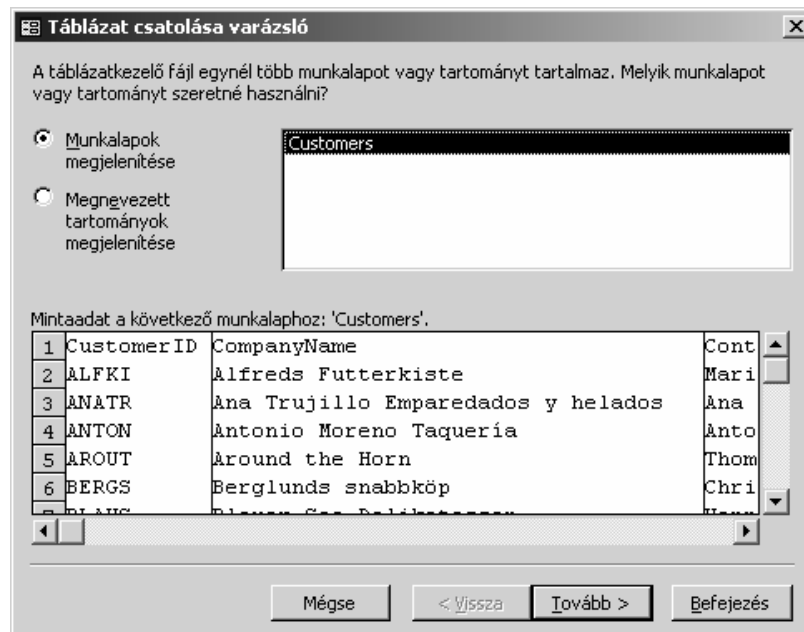 Táblázat csatolása varázsló
A táblázatkezelő fájl egynél több munkalapot vagy tartományt tartalmaz. Melyik munkalapot
vagy tartományt szeretné használni?
Munkalapok
megjelenítése
Megnevezett
tartományok
megjelenítése
Customers
Mintaadat a következő munkalaphoz: 'Customers'.
1 CustomerID CompanyName Cont
2 ALFKI Alfreds Futterkiste Mari
3 ANATR Ana Trujillo Emparedados y helados Ana
4 ANTON Antonio Moreno Taquería Anto
5 AROUT Around the Horn Thom
6 BERGS Berglunds snabbköp Chri
Mégse < Vissza Tovább > Befejezés